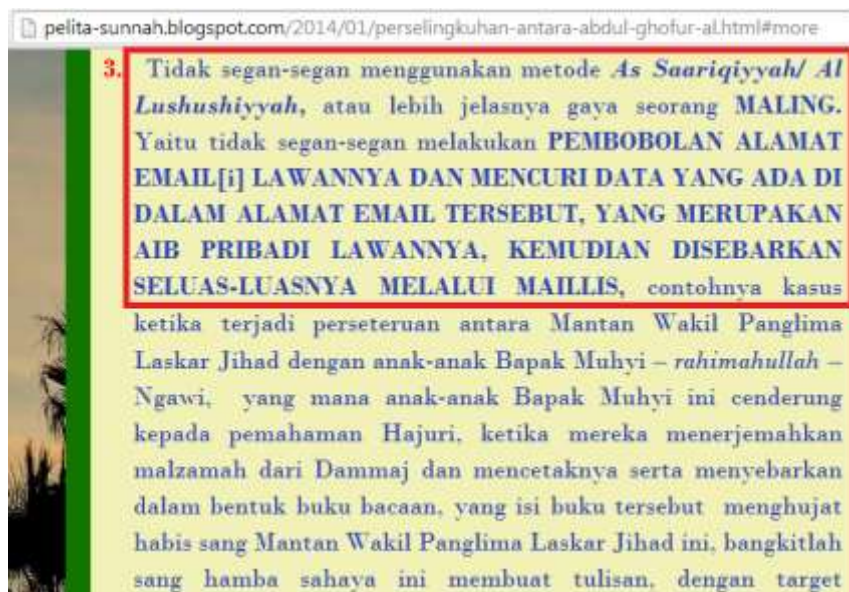 pelita-sunnah.blogspot.com/2014/01/perselingkuhan-antara-abdul-ghofur-al.html#more
3. Tidak segan-segan menggunakan metode As Saariqiyyah/ Al
Lushushiyyah, atau lebih jelasnya gaya seorang MALING.
Yaitu tidak segan-segan melakukan PEMBOBOLAN ALAMAT
EMAIL[i] LAWANNYA DAN MENCURI DATA YANG ADA DI
DALAM ALAMAT EMAIL TERSEBUT, YANG MERUPAKAN
AIB PRIBADI LAWANNYA, KEMUDIAN DISEBARKAN
SELUAS-LUASNYA MELALUI MAILLIS, contohnya kasus
ketika terjadi perseteruan antara Mantan Wakil Panglima
Laskar Jihad dengan anak-anak Bapak Muhyi – rahimahullah –
Ngawi, yang mana anak-anak Bapak Muhyi ini cenderung
kepada pemahaman Hajuri, ketika mereka menerjemahkan
malzamah dari Dammaj dan mencetaknya serta menyebarkan
dalam bentuk buku bacaan, yang isi buku tersebut menghujat
habis sang Mantan Wakil Panglima Laskar Jihad ini, bangkitlah
sang hamba sahaya ini membuat tulisan, dengan target